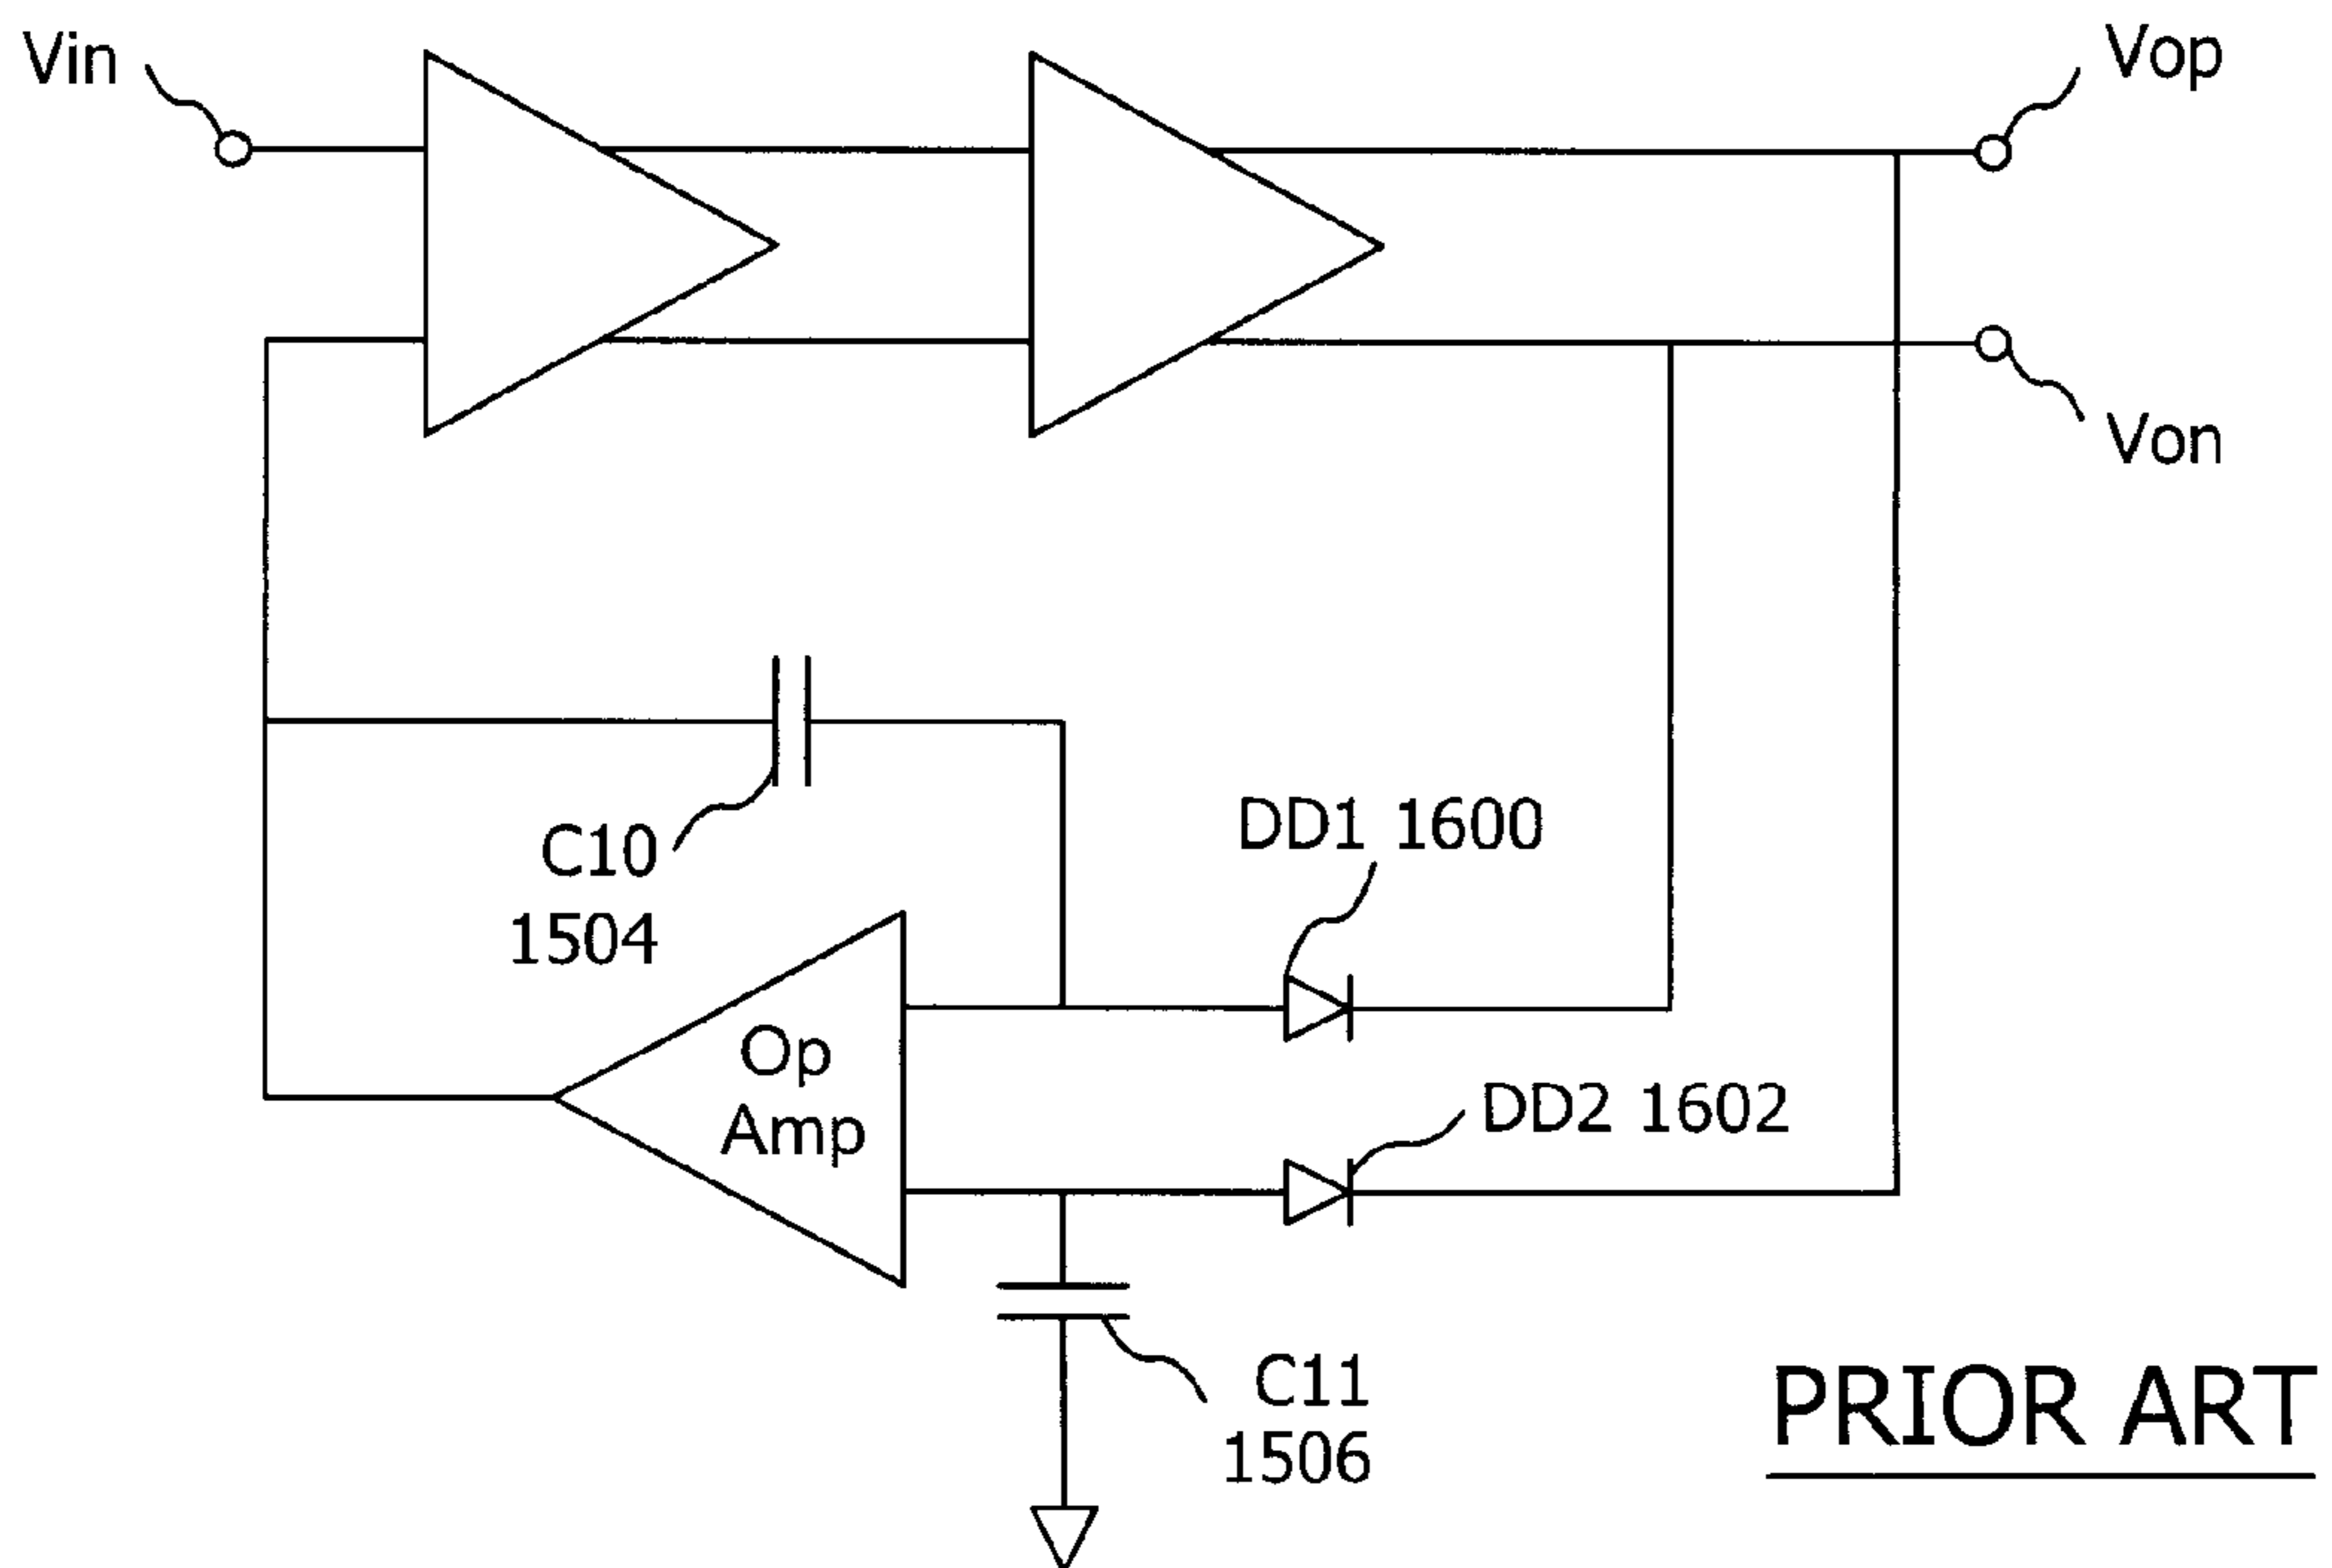 Vin
Vop
Von
C10
1504
DD1 1600
Op
Amp
DD2 1602
C11
1506
PRIOR ART